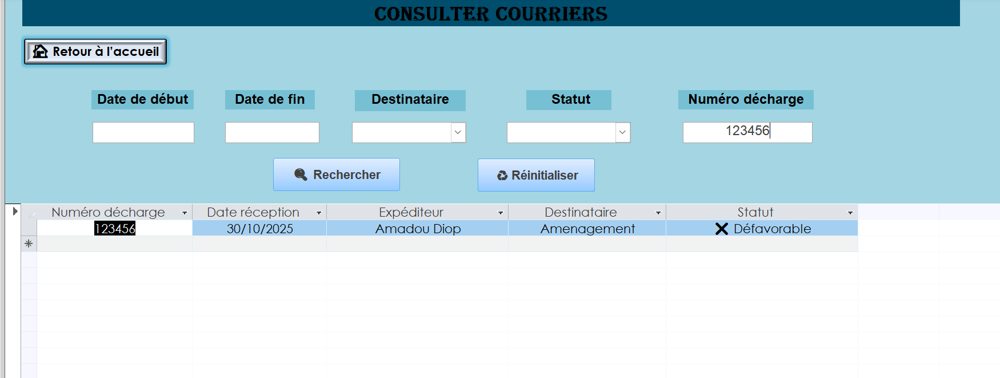 CONSULTER COURRIERS
Retour à l'accueil
Date de début Date de fin Destinataire Statut Numéro décharge
123456
Rechercher Réinitialiser
Numéro décharge Date réception Expéditeur Destinataire Statut
123456 30/10/2025 Amadou Diop Amenagement ❌ Défavorable